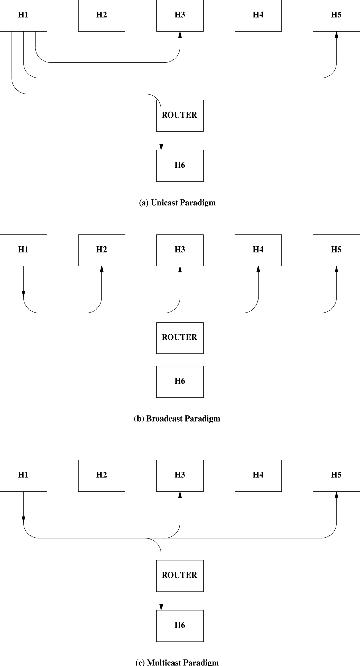 H1 H2 H3 H4 H5
ROUTER
H6
(a) Unicast Paradigm
H1 H2 H3 H4 H5
ROUTER
H6
(b) Broadcast Paradigm
H1 H2 H3 H4 H5
ROUTER
H6
(c) Multicast Paradigm